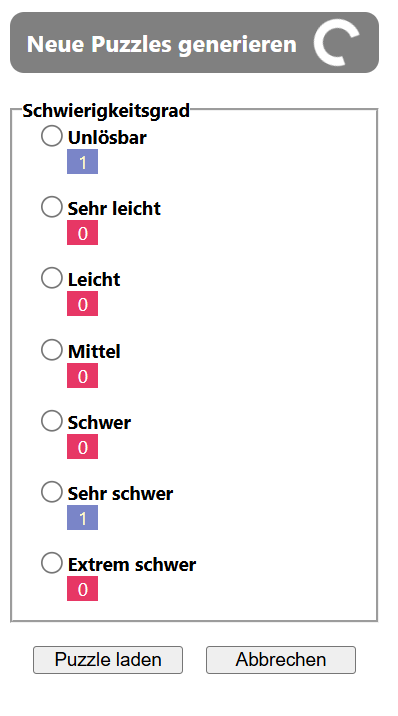 Neue Puzzles generieren
Schwierigkeitsgrad
Unlösbar
1
Sehr leicht
0
Leicht
0
Mittel
0
Schwer
0
Sehr schwer
1
Extrem schwer
0
Puzzle laden Abbrechen